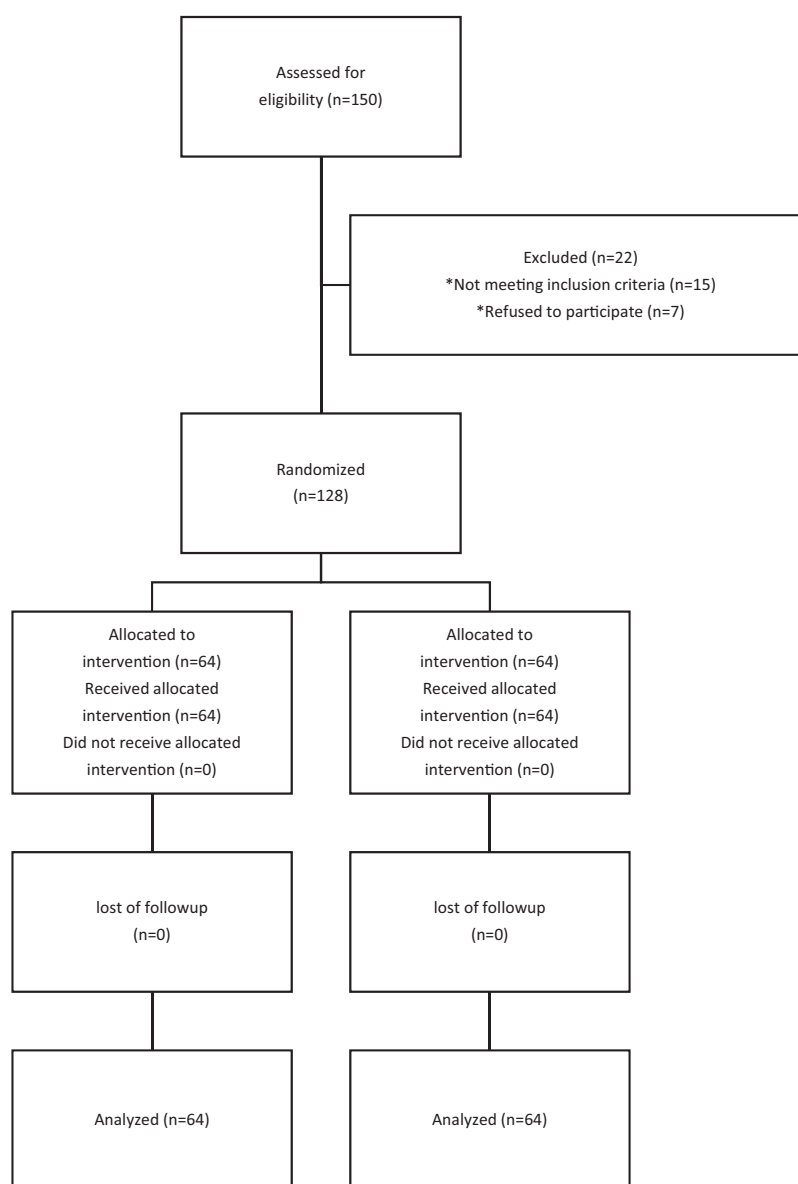 Assessed for
eligibility (n=150)
Excluded (n=22)
*Not meeting inclusion criteria (n=15)
*Refused to participate (n=7)
Randomized
(n=128)
Allocated to
intervention (n=64)
Received allocated
intervention (n=64)
Did not receive allocated
intervention (n=0)
Allocated to
intervention (n=64)
Received allocated
intervention (n=64)
Did not receive allocated
intervention (n=0)
lost of followup
(n=0)
lost of followup
(n=0)
Analyzed (n=64)
Analyzed (n=64)